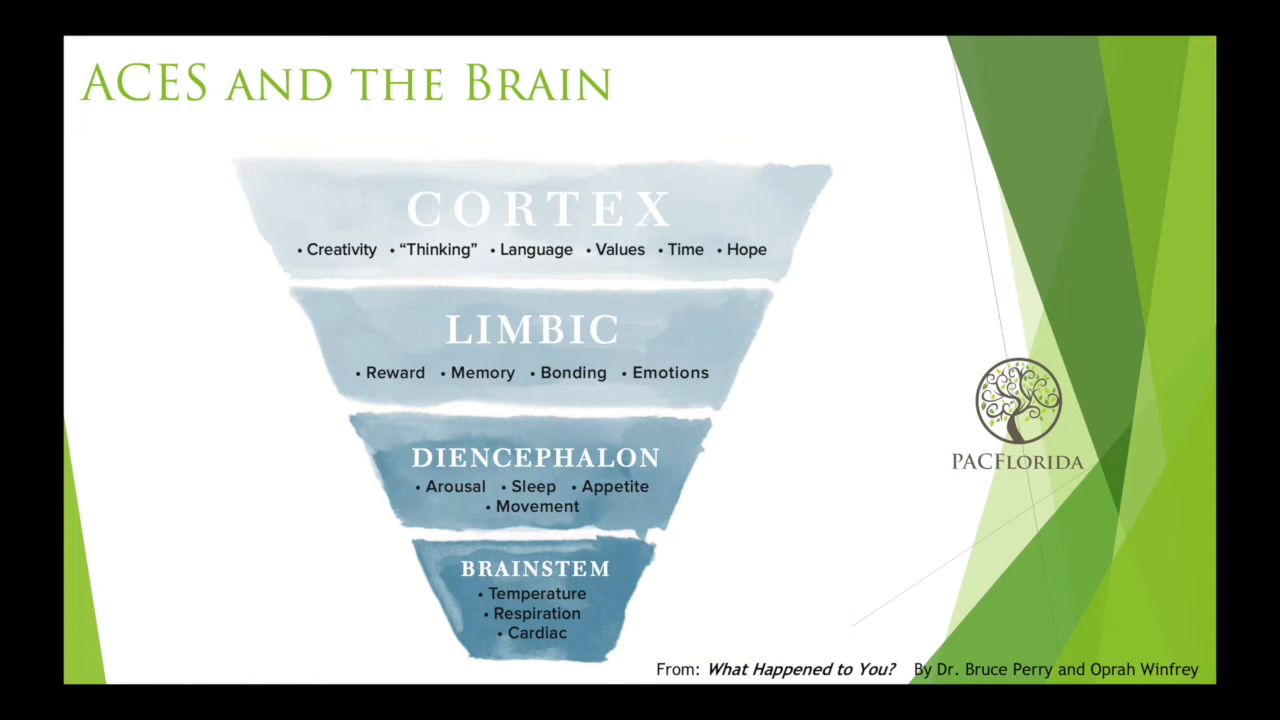 ACES AND THE BRAIN
CORTEX
• Creativity • “Thinking” • Language • Values • Time • Hope
LIMBIC
• Reward • Memory • Bonding • Emotions
DIENCEPHALON
• Arousal • Sleep • Appetite
• Movement
BRAINSTEM
• Temperature
• Respiration
• Cardiac
PACFLORIDA
From: What Happened to You? By Dr. Bruce Perry and Oprah Winfrey